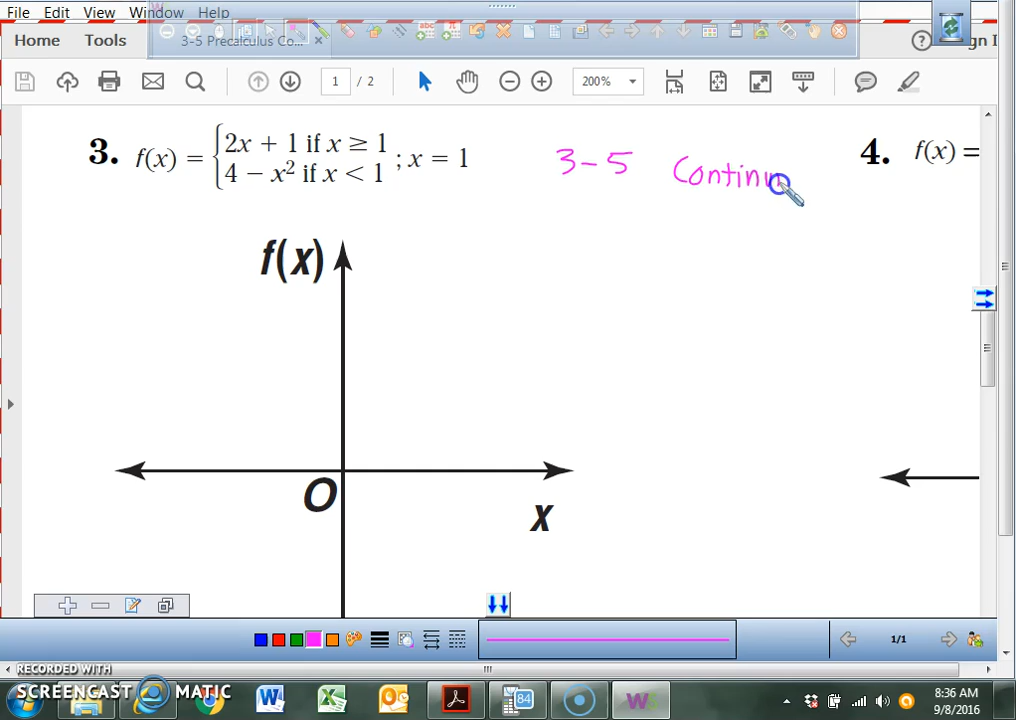 File Edit View Window Help
Home Tools 3-5 Precalculus Co... × ? Sign I
1 / 2 200%
3. f(x) = {2x + 1 if x ≥ 1
4 − x² if x < 1 ; x = 1
3-5 Continu
4. f(x) =
f(x)
O
x
1/1
RECORDED WITH
SCREENCAST MATIC
84
8:36 AM
9/8/2016